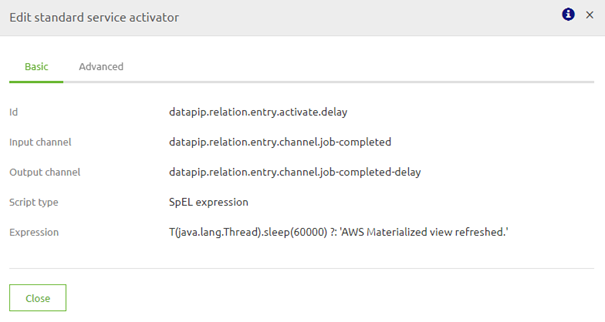 Edit standard service activator
Basic Advanced
Id datapip.relation.entry.activate.delay
Input channel datapip.relation.entry.channel.job-completed
Output channel datapip.relation.entry.channel.job-completed-delay
Script type SpEL expression
Expression T(java.lang.Thread).sleep(60000) ?: 'AWS Materialized view refreshed.'
Close